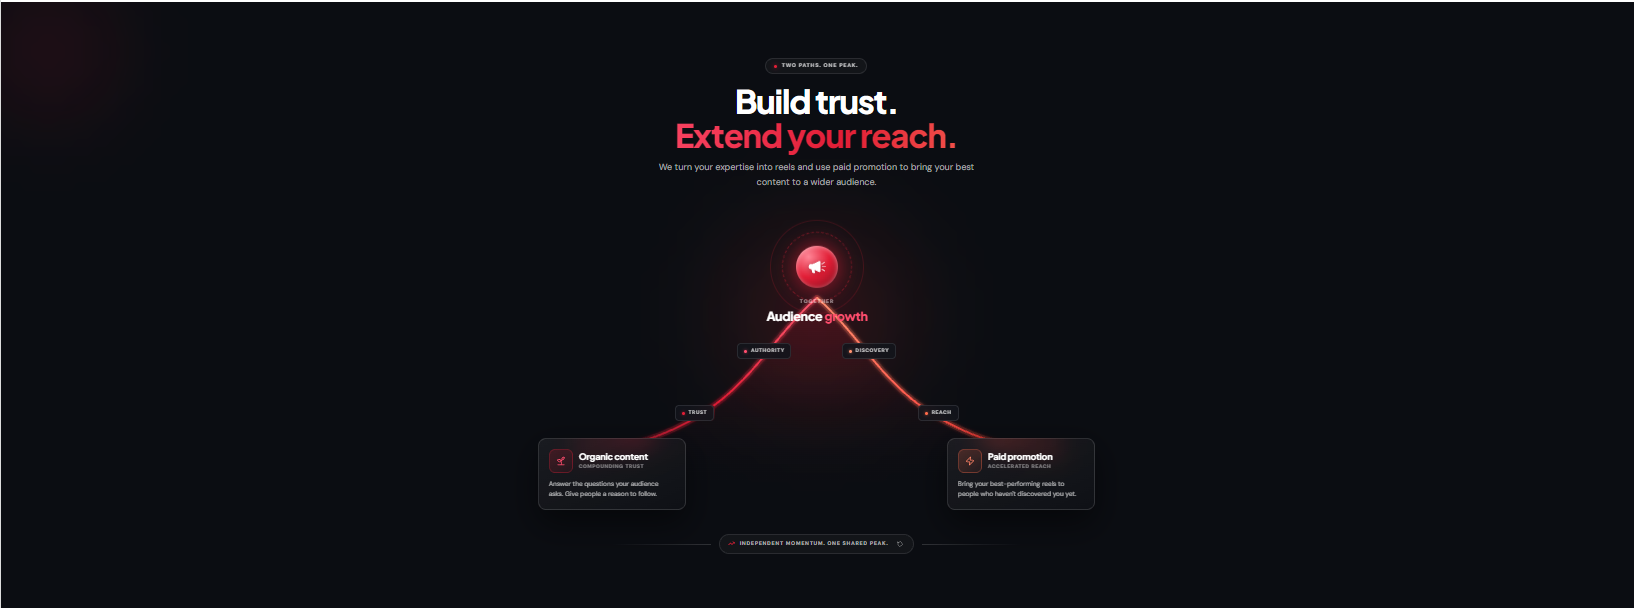 TWO PATHS. ONE PEAK.
Build trust.
Extend your reach.
We turn your expertise into reels and use paid promotion to bring your best
content to a wider audience.
TOGETHER
Audience growth
AUTHORITY
DISCOVERY
TRUST
REACH
Organic content
COMPOUNDING TRUST
Answer the questions your audience
asks. Give people a reason to follow.
Paid promotion
ACCELERATED REACH
Bring your best-performing reels to
people who haven't discovered you yet.
INDEPENDENT MOMENTUM. ONE SHARED PEAK.